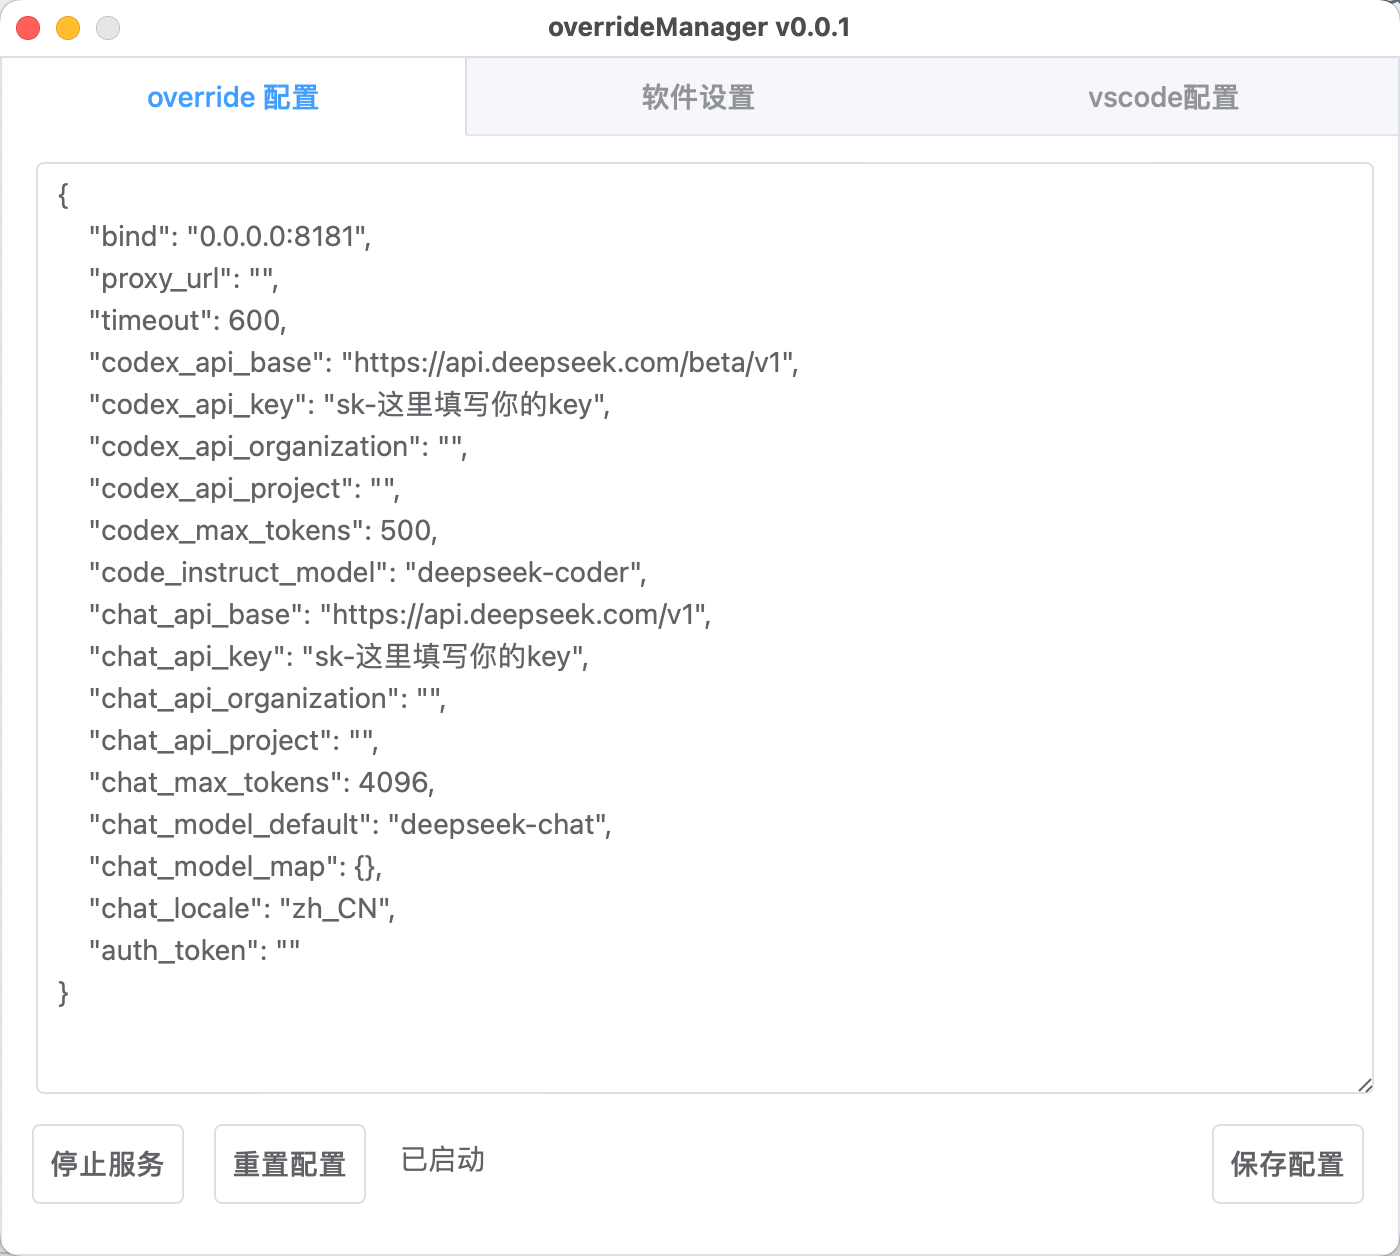 overrideManager v0.0.1
override 配置
软件设置
vscode配置
{
"bind": "0.0.0.0:8181",
"proxy_url": "",
"timeout": 600,
"codex_api_base": "https://api.deepseek.com/beta/v1",
"codex_api_key": "sk-这里填写你的key",
"codex_api_organization": "",
"codex_api_project": "",
"codex_max_tokens": 500,
"code_instruct_model": "deepseek-coder",
"chat_api_base": "https://api.deepseek.com/v1",
"chat_api_key": "sk-这里填写你的key",
"chat_api_organization": "",
"chat_api_project": "",
"chat_max_tokens": 4096,
"chat_model_default": "deepseek-chat",
"chat_model_map": {},
"chat_locale": "zh_CN",
"auth_token": ""
}
停止服务
重置配置
已启动
保存配置